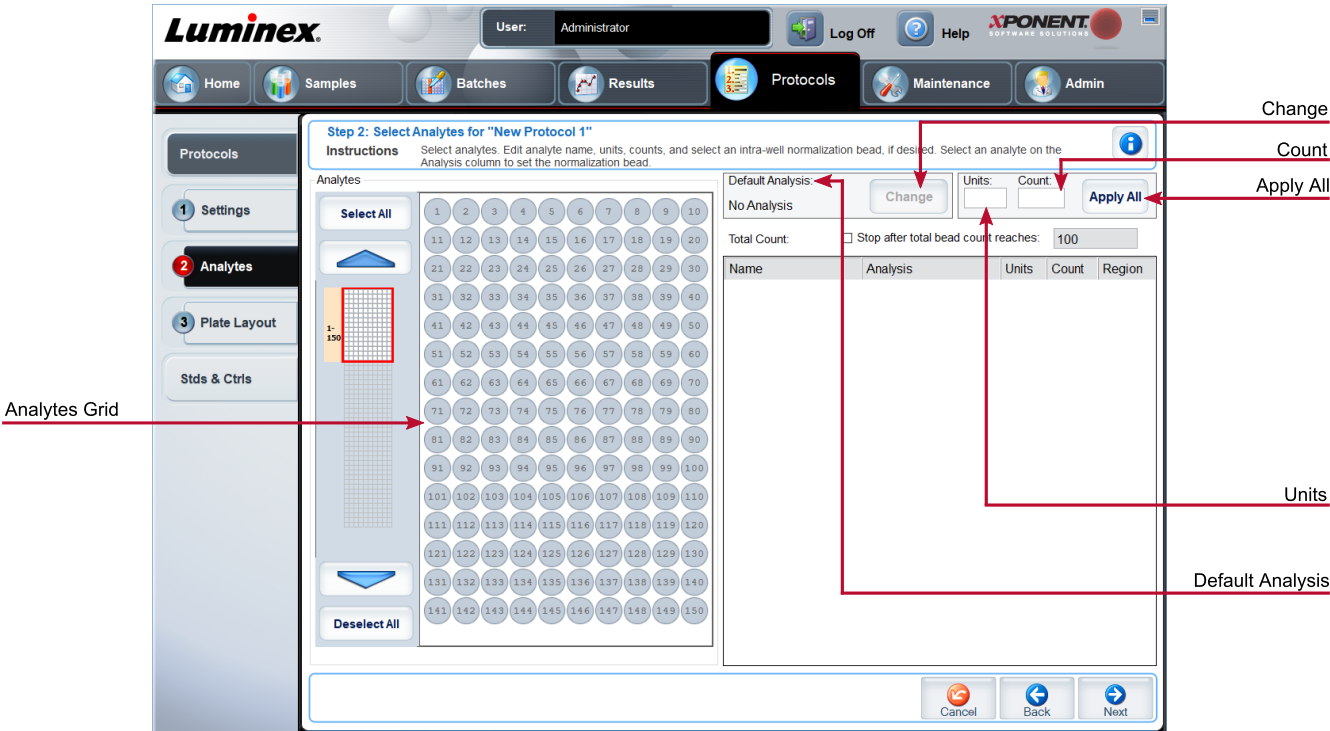 Luminex.
User: Administrator
Log Off
Help
XPONENT.
SOFTWARE SOLUTIONS
Home
Samples
Batches
Results
Protocols
Maintenance
Admin
Protocols
1 Settings
2 Analytes
3 Plate Layout
Stds & Ctrls
Step 2: Select Analytes for "New Protocol 1"
Instructions
Select analytes. Edit analyte name, units, counts, and select an intra-well normalization bead, if desired. Select an analyte on the
Analysis column to set the normalization bead.
Analytes
Select All
1-
150
Deselect All
1 2 3 4 5 6 7 8 9 10
11 12 13 14 15 16 17 18 19 20
21 22 23 24 25 26 27 28 29 30
31 32 33 34 35 36 37 38 39 40
41 42 43 44 45 46 47 48 49 50
51 52 53 54 55 56 57 58 59 60
61 62 63 64 65 66 67 68 69 70
71 72 73 74 75 76 77 78 79 80
81 82 83 84 85 86 87 88 89 90
91 92 93 94 95 96 97 98 99 100
101 102 103 104 105 106 107 108 109 110
111 112 113 114 115 116 117 118 119 120
121 122 123 124 125 126 127 128 129 130
131 132 133 134 135 136 137 138 139 140
141 142 143 144 145 146 147 148 149 150
Default Analysis:
No Analysis
Change
Units:
Count:
Apply All
Total Count:
Stop after total bead count reaches: 100
Name Analysis Units Count Region
Cancel
Back
Next
Change
Count
Apply All
Analytes Grid
Units
Default Analysis